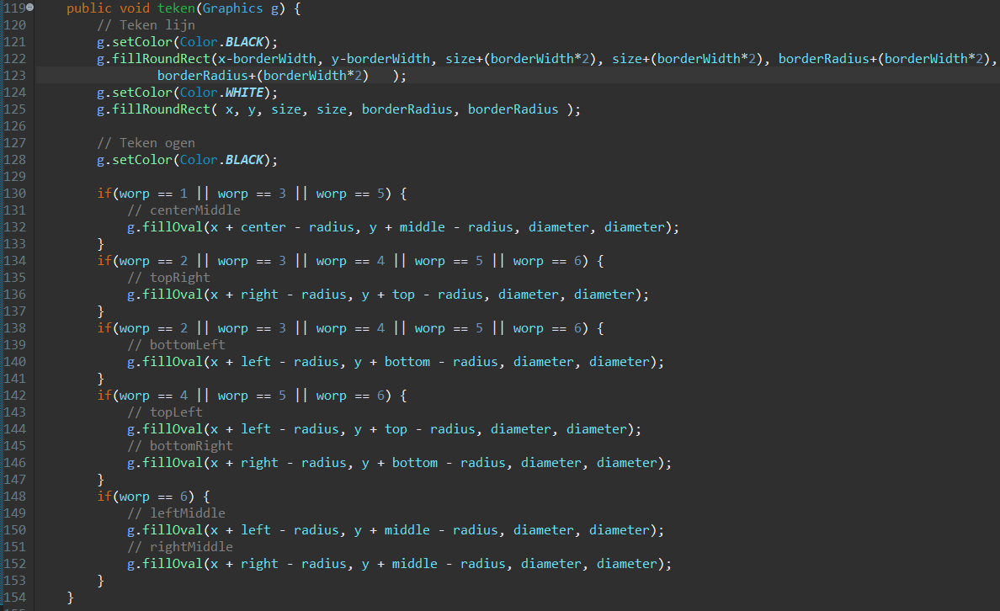 119 public void teken(Graphics g) {
120 // Teken lijn
121 g.setColor(Color.BLACK);
122 g.fillRoundRect(x-borderWidth, y-borderWidth, size+(borderWidth*2), size+(borderWidth*2), borderRadius+(borderWidth*2),
123 borderRadius+(borderWidth*2)   );
124 g.setColor(Color.WHITE);
125 g.fillRoundRect( x, y, size, size, borderRadius, borderRadius );
126
127 // Teken ogen
128 g.setColor(Color.BLACK);
129
130 if(worp == 1 || worp == 3 || worp == 5) {
131 // centerMiddle
132 g.fillOval(x + center - radius, y + middle - radius, diameter, diameter);
133 }
134 if(worp == 2 || worp == 3 || worp == 4 || worp == 5 || worp == 6) {
135 // topRight
136 g.fillOval(x + right - radius, y + top - radius, diameter, diameter);
137 }
138 if(worp == 2 || worp == 3 || worp == 4 || worp == 5 || worp == 6) {
139 // bottomLeft
140 g.fillOval(x + left - radius, y + bottom - radius, diameter, diameter);
141 }
142 if(worp == 4 || worp == 5 || worp == 6) {
143 // topLeft
144 g.fillOval(x + left - radius, y + top - radius, diameter, diameter);
145 // bottomRight
146 g.fillOval(x + right - radius, y + bottom - radius, diameter, diameter);
147 }
148 if(worp == 6) {
149 // leftMiddle
150 g.fillOval(x + left - radius, y + middle - radius, diameter, diameter);
151 // rightMiddle
152 g.fillOval(x + right - radius, y + middle - radius, diameter, diameter);
153 }
154 }